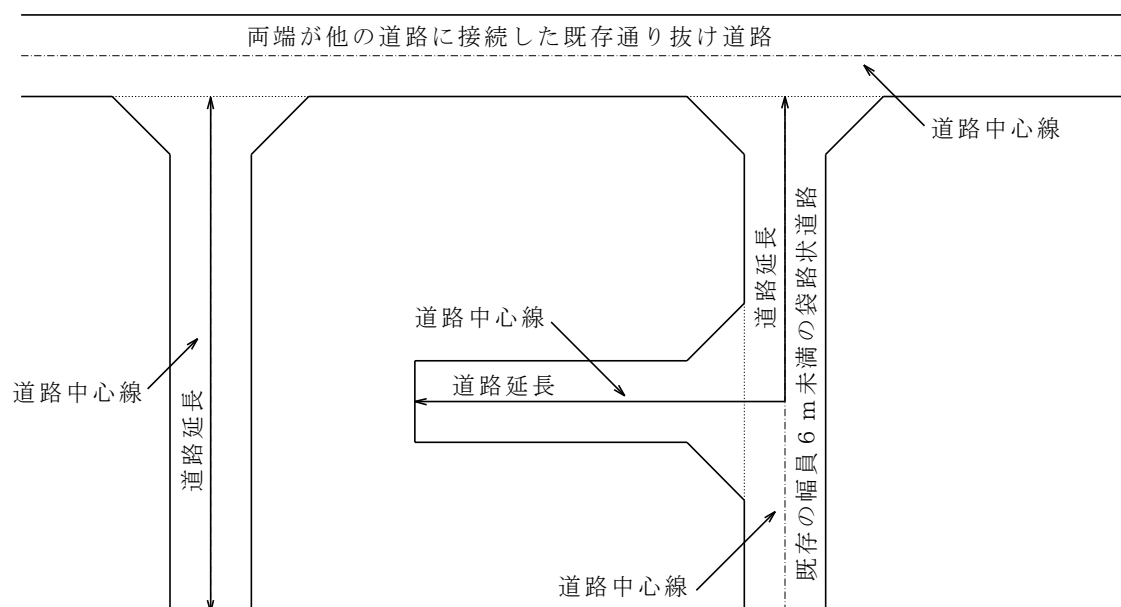 両端が他の道路に接続した既存通り抜け道路
道路中心線
道路延長
既存の幅員6m未満の袋路状道路
道路中心線
道路延長
道路中心線
道路延長
道路中心線